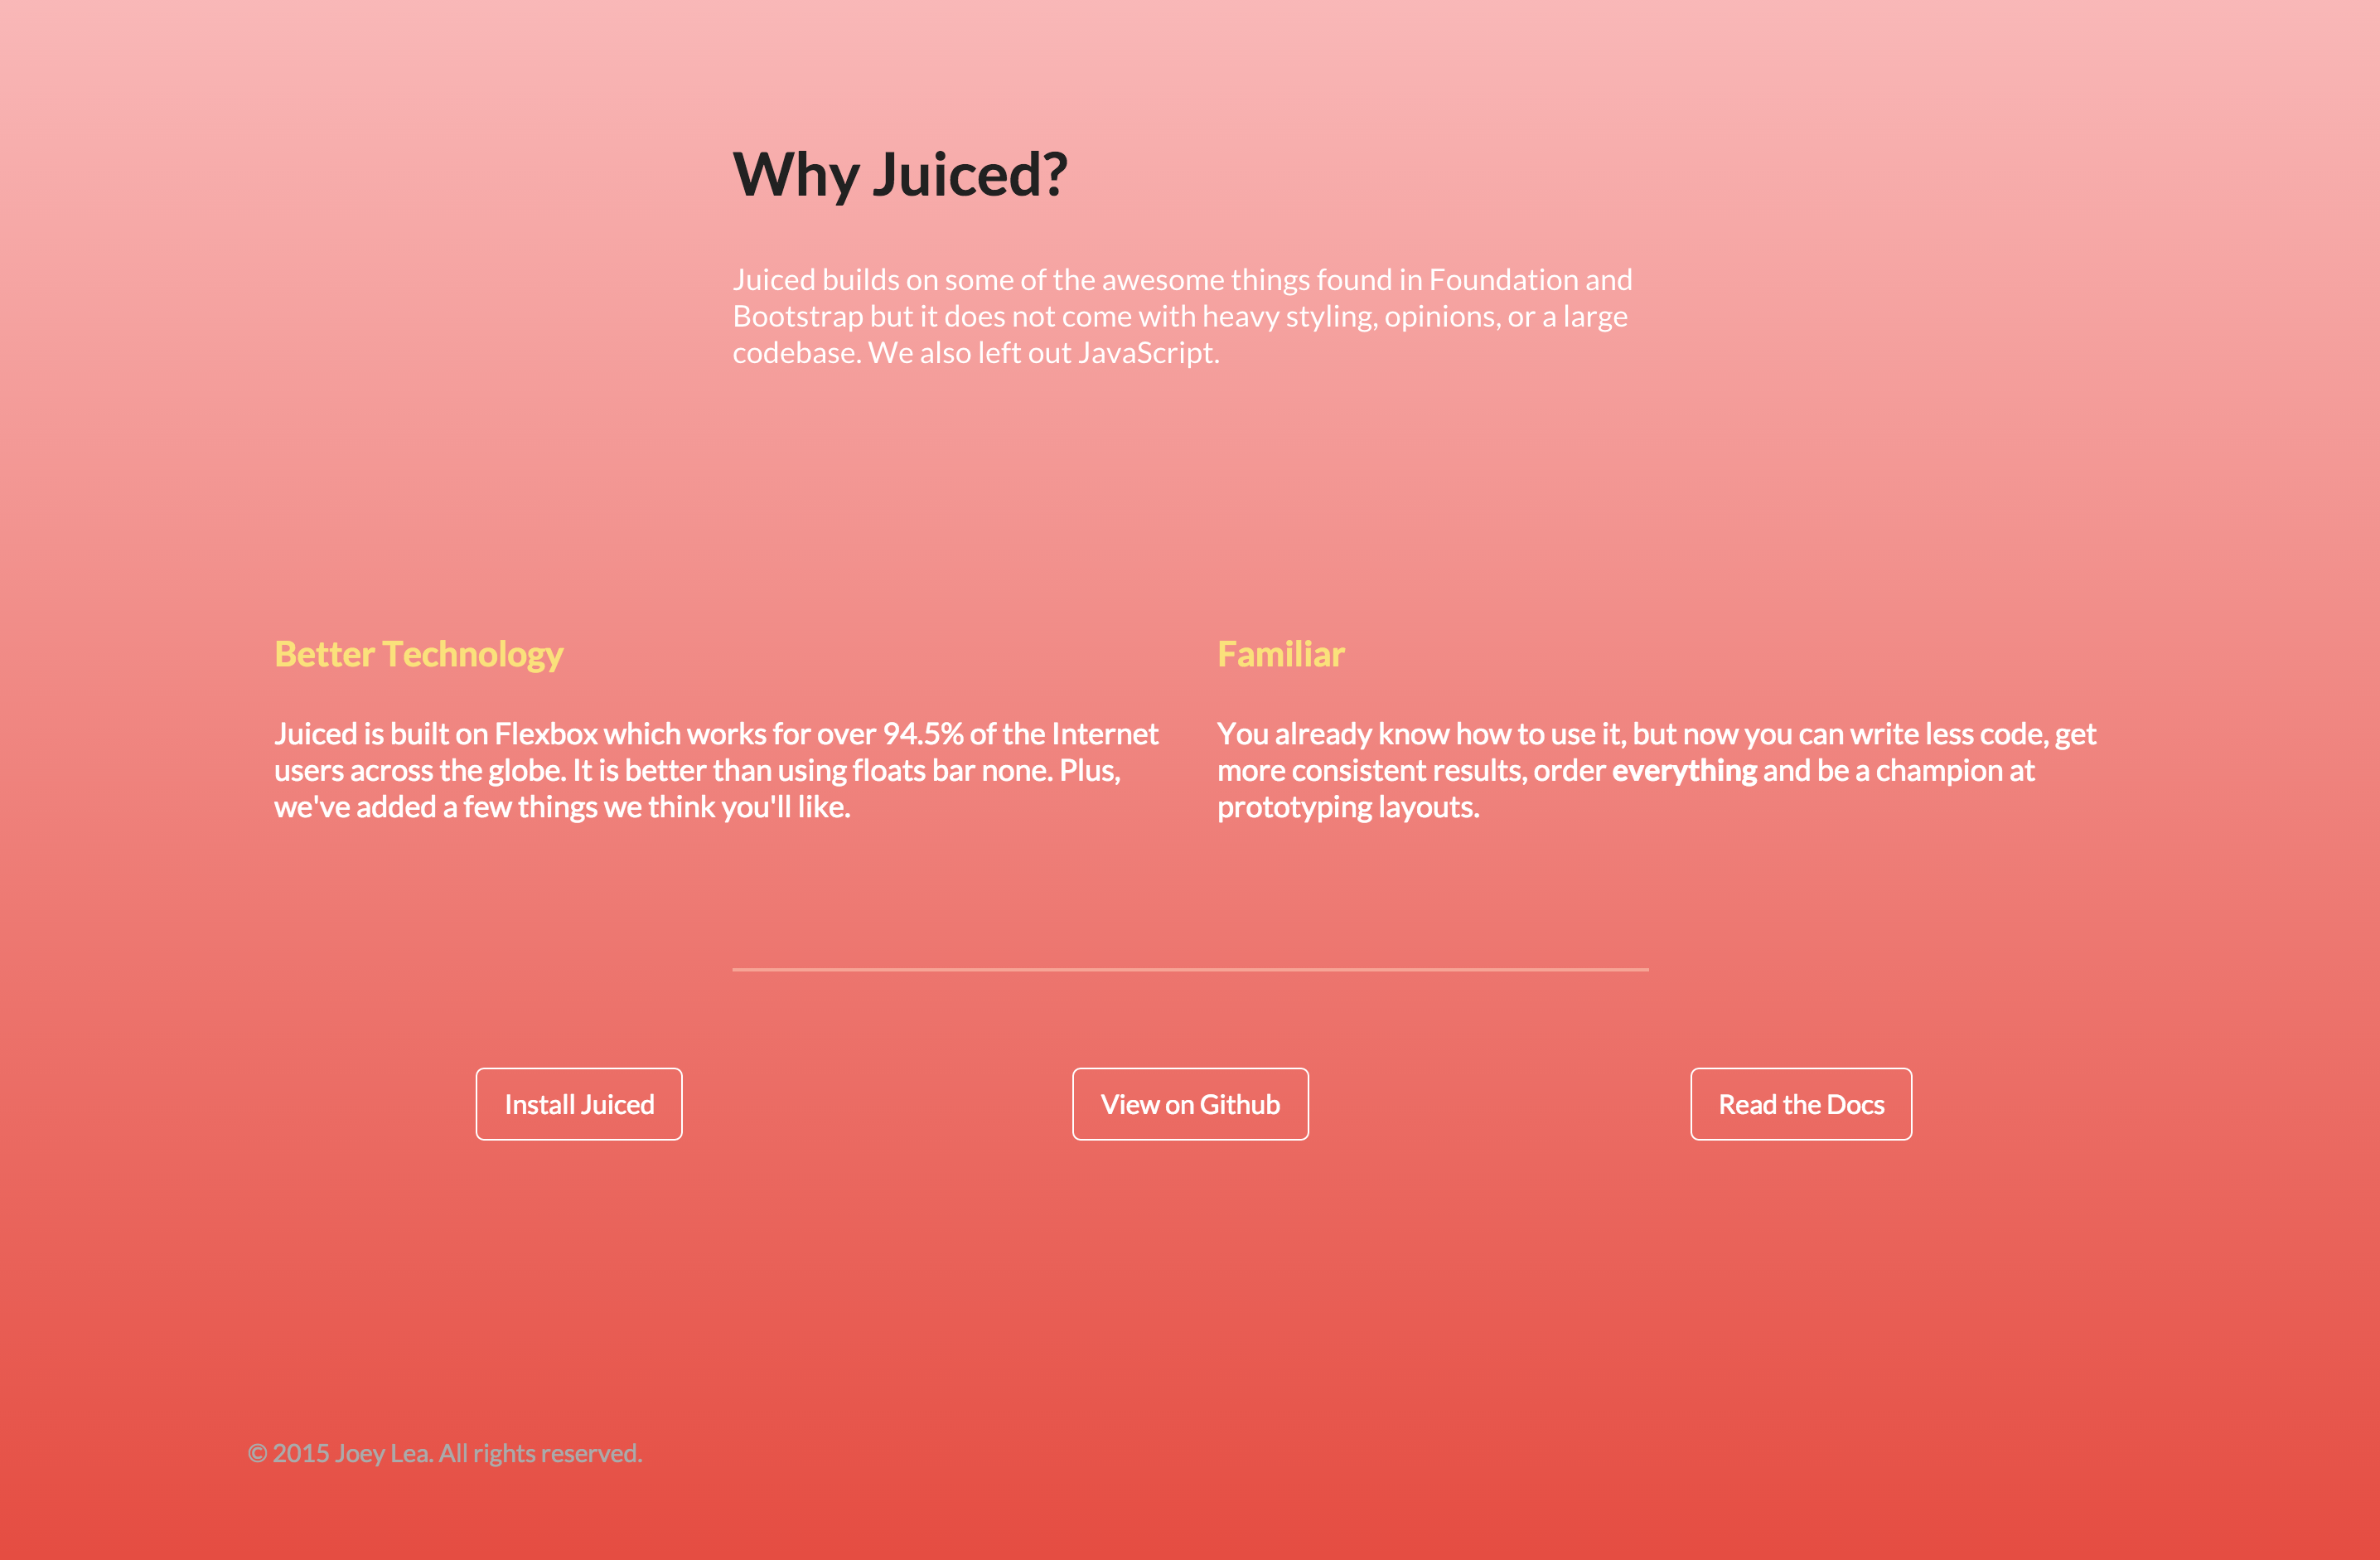 Why Juiced?
Juiced builds on some of the awesome things found in Foundation and
Bootstrap but it does not come with heavy styling, opinions, or a large
codebase. We also left out JavaScript.
Better Technology
Juiced is built on Flexbox which works for over 94.5% of the Internet
users across the globe. It is better than using floats bar none. Plus,
we've added a few things we think you'll like.
Familiar
You already know how to use it, but now you can write less code, get
more consistent results, order everything and be a champion at
prototyping layouts.
Install Juiced
View on Github
Read the Docs
© 2015 Joey Lea. All rights reserved.